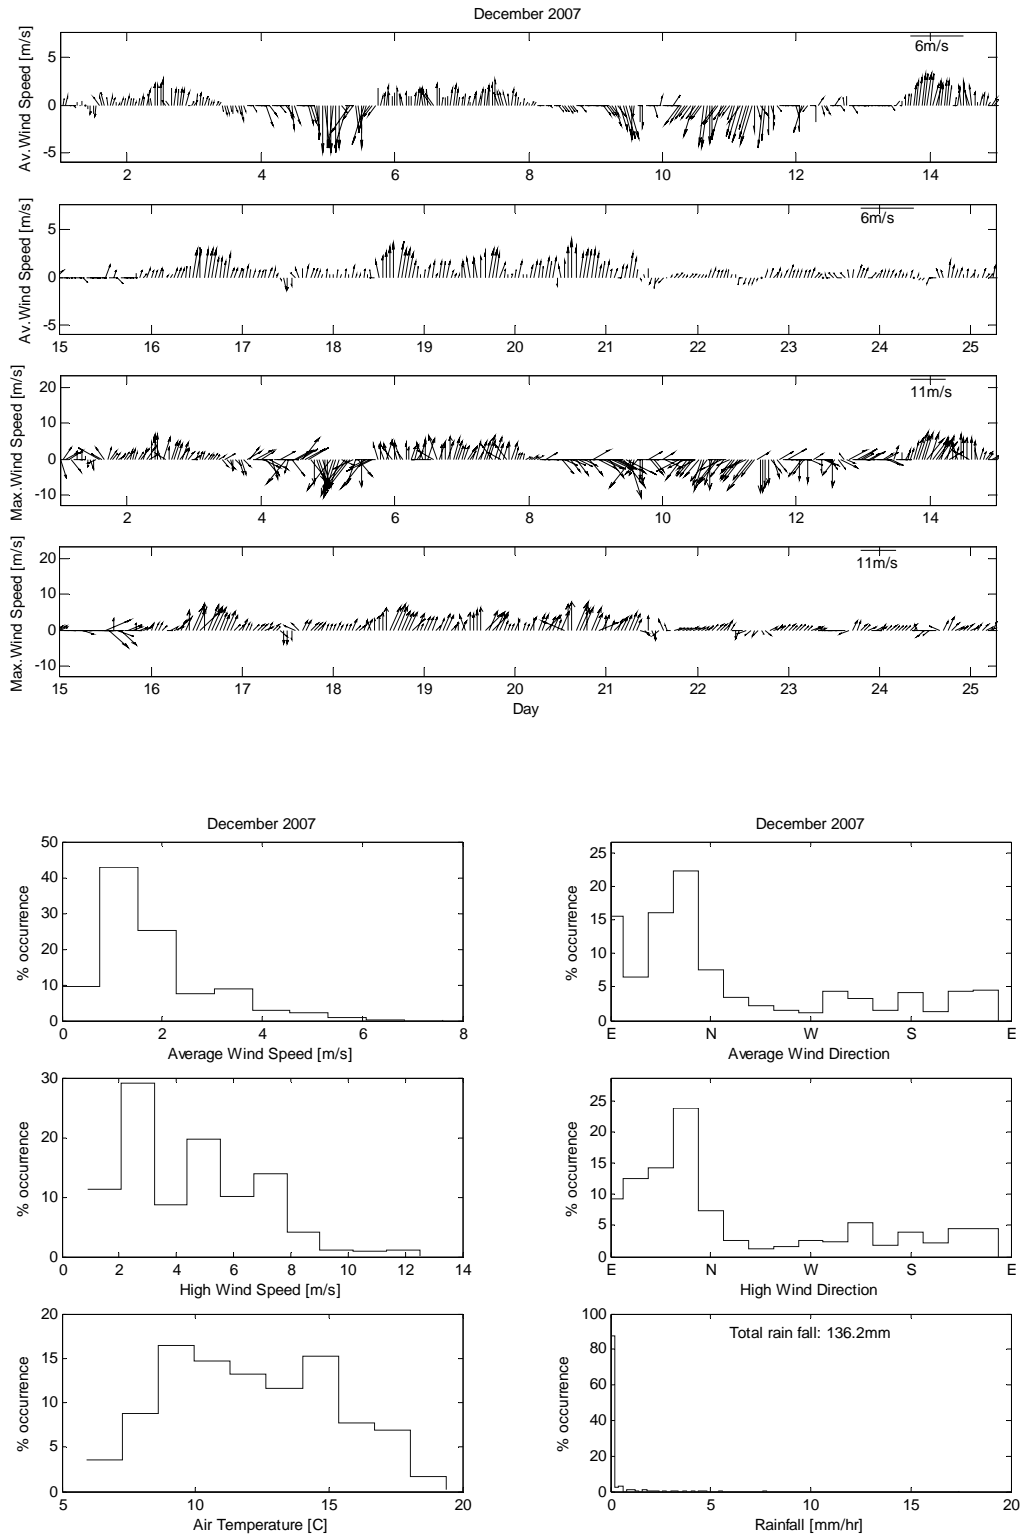 December 2007
Av.Wind Speed [m/s]
5
0
-5
6m/s
2 4 6 8 10 12 14
Av.Wind Speed [m/s]
5
0
-5
6m/s
15 16 17 18 19 20 21 22 23 24 25
Max.Wind Speed [m/s]
20
10
0
-10
11m/s
2 4 6 8 10 12 14
Max.Wind Speed [m/s]
20
10
0
-10
11m/s
15 16 17 18 19 20 21 22 23 24 25
Day
December 2007
% occurrence
50
40
30
20
10
0
0 2 4 6 8
Average Wind Speed [m/s]
December 2007
% occurrence
25
20
15
10
5
0
E N W S E
Average Wind Direction
% occurrence
30
20
10
0
0 2 4 6 8 10 12 14
High Wind Speed [m/s]
% occurrence
25
20
15
10
5
0
E N W S E
High Wind Direction
% occurrence
20
15
10
5
0
5 10 15 20
Air Temperature [C]
% occurrence
100
80
60
40
20
0
Total rain fall: 136.2mm
0 5 10 15 20
Rainfall [mm/hr]